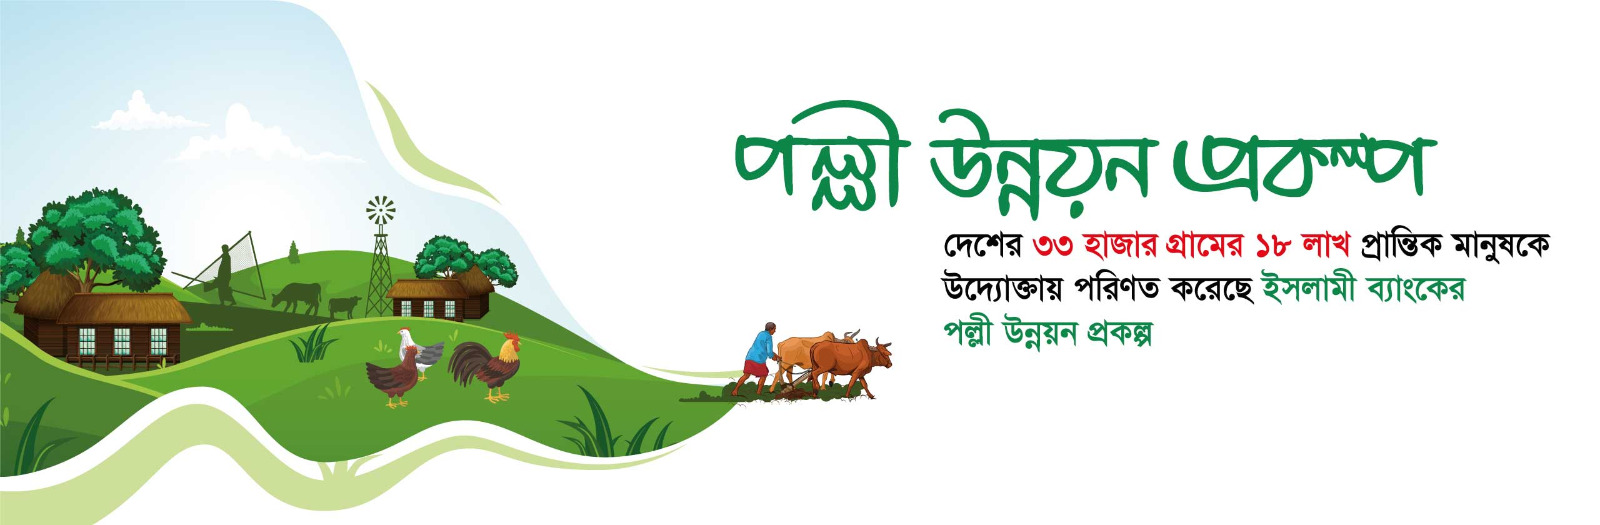 পল্লী উন্নয়ন প্রকল্প
দেশের ৩৩ হাজার গ্রামের ১৮ লাখ প্রান্তিক মানুষকে
উদ্যোক্তায় পরিণত করেছে ইসলামী ব্যাংকের
পল্লী উন্নয়ন প্রকল্প